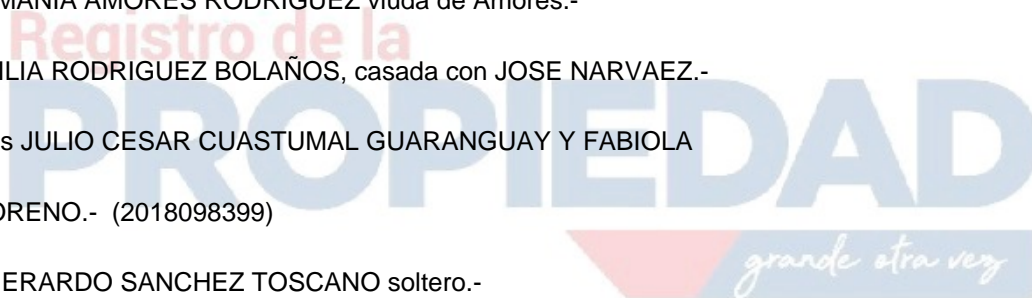 MANIA AMORES RODRIGUEZ viuda de Amores.-
Registro de la
ILIA RODRIGUEZ BOLAÑOS, casada con JOSE NARVAEZ.-
PROPIEDAD
s JULIO CESAR CUASTUMAL GUARANGUAY Y FABIOLA
ORENO.- (2018098399)
grande otra vez
ERARDO SANCHEZ TOSCANO soltero.-